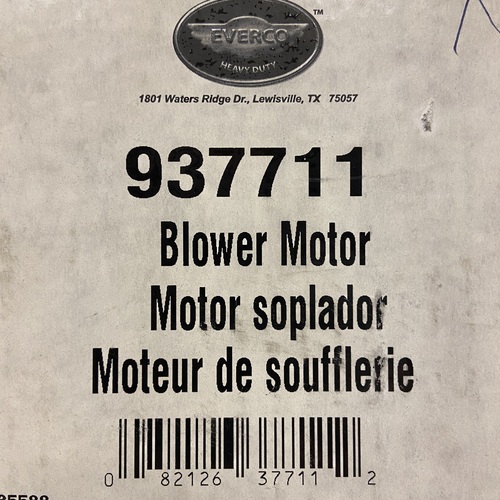 EVERCO™
HEAVY DUTY
1801 Waters Ridge Dr., Lewisville, TX 75057
937711
Blower Motor
Motor soplador
Moteur de soufflerie
0 82126 37711 2